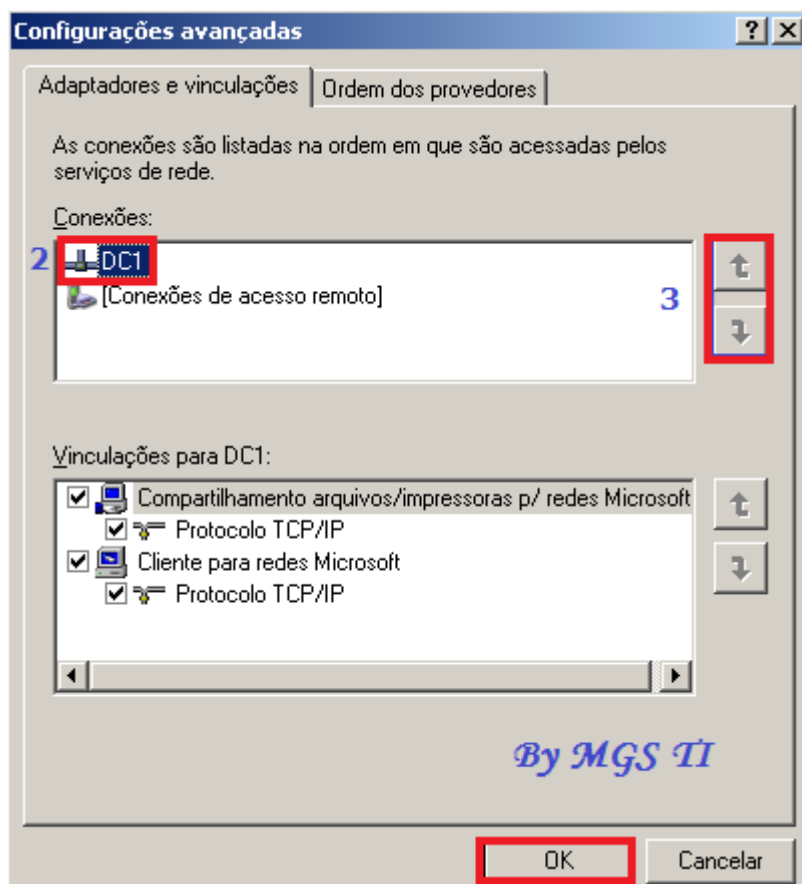 Configurações avançadas
Adaptadores e vinculações
Ordem dos provedores
As conexões são listadas na ordem em que são acessadas pelos
serviços de rede.
Conexões:
2 DC1
[Conexões de acesso remoto] 3
Vinculações para DC1:
Compartilhamento arquivos/impressoras p/ redes Microsoft
Protocolo TCP/IP
Cliente para redes Microsoft
Protocolo TCP/IP
By MGS TI
OK
Cancelar